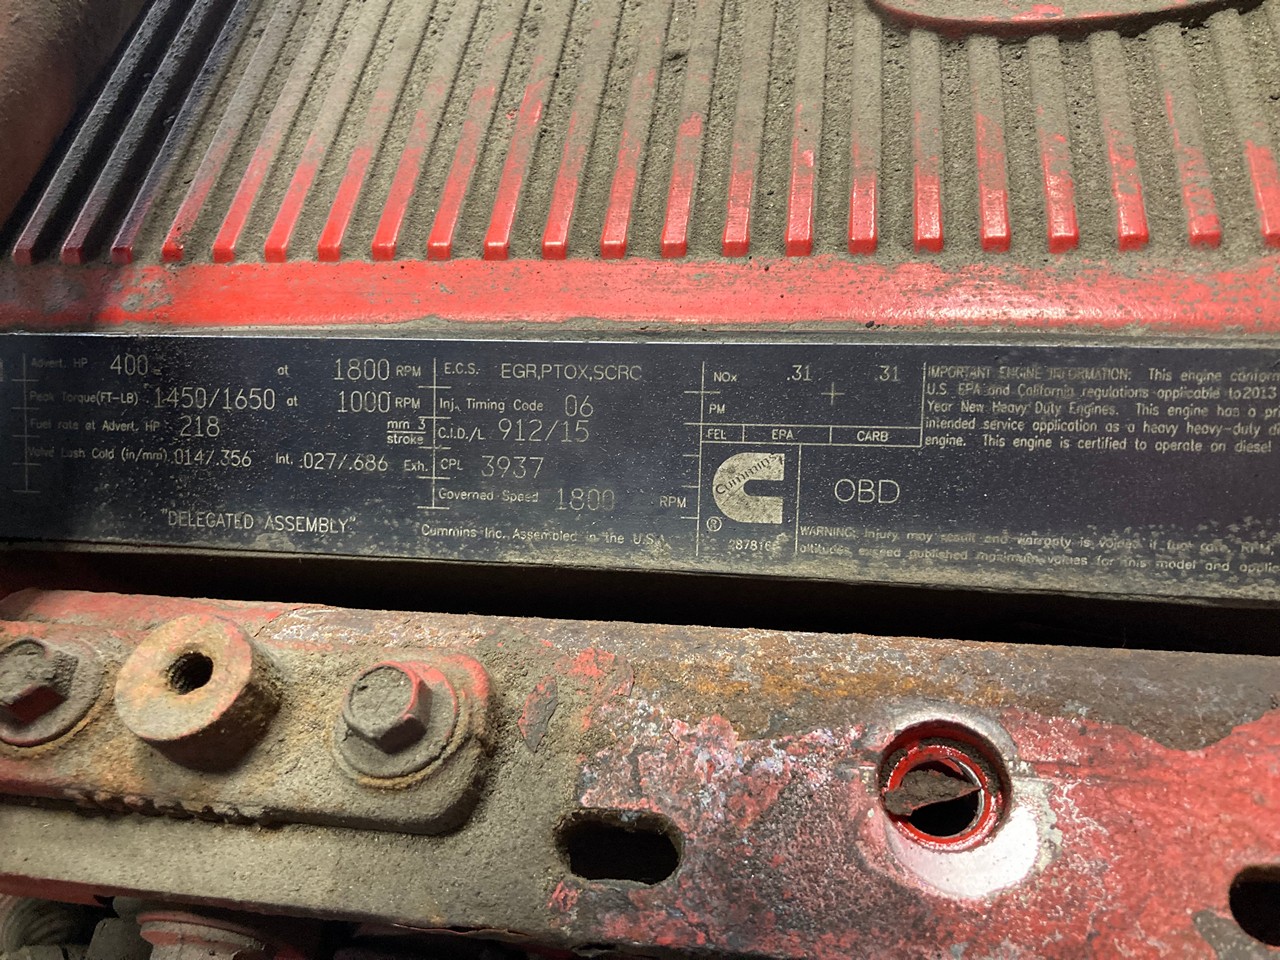 Advert. HP 400 at 1800 RPM
Peak Torque(FT-LB) 1450/1650 at 1000 RPM
Fuel rate at Advert. HP 218 mm 3 stroke
Valve Lash Cold (in/mm) .014/.356 Int. .027/.686 Exh.
"DELEGATED ASSEMBLY"
E.C.S. EGR,PTOX,SCRC
Inj. Timing Code 06
C.I.D./L 912/15
CPL 3937
Governed Speed 1800 RPM
Cummins Inc. Assembled in the U.S.A.
NOx .31 .31
PM
FEL EPA CARB
Cummins
®
OBD
IMPORTANT ENGINE INFORMATION: This engine
U.S. EPA and California regulations applicable to 2013
Year New Heavy Duty Engines. This engine has a
intended service application as a heavy heavy-duty
engine. This engine is certified to operate on diesel
WARNING: Injury may result and warranty is voided if fuel rate, RPM,
altitudes exceed published maximum values for this model and